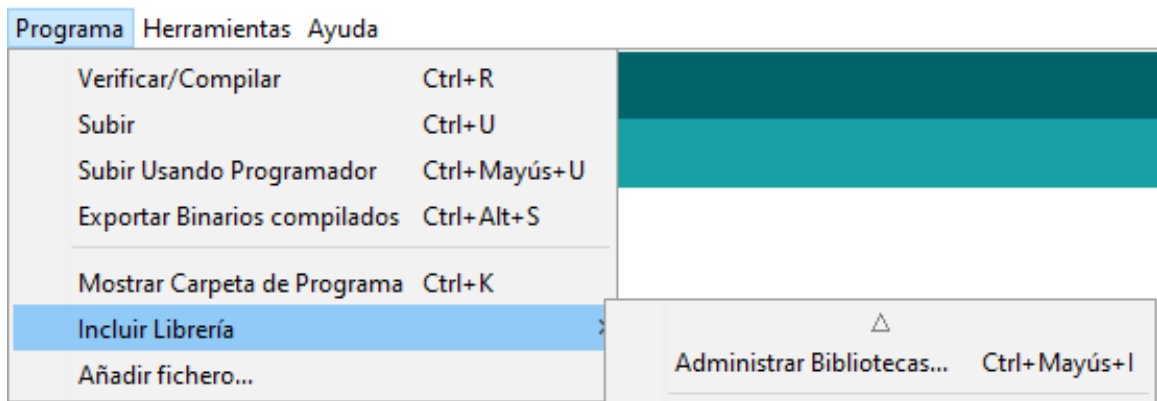 Programa Herramientas Ayuda
Verificar/Compilar Ctrl+R
Subir Ctrl+U
Subir Usando Programador Ctrl+Mayús+U
Exportar Binarios compilados Ctrl+Alt+S
Mostrar Carpeta de Programa Ctrl+K
Incluir Librería
Administrar Bibliotecas... Ctrl+Mayús+I
Añadir fichero...